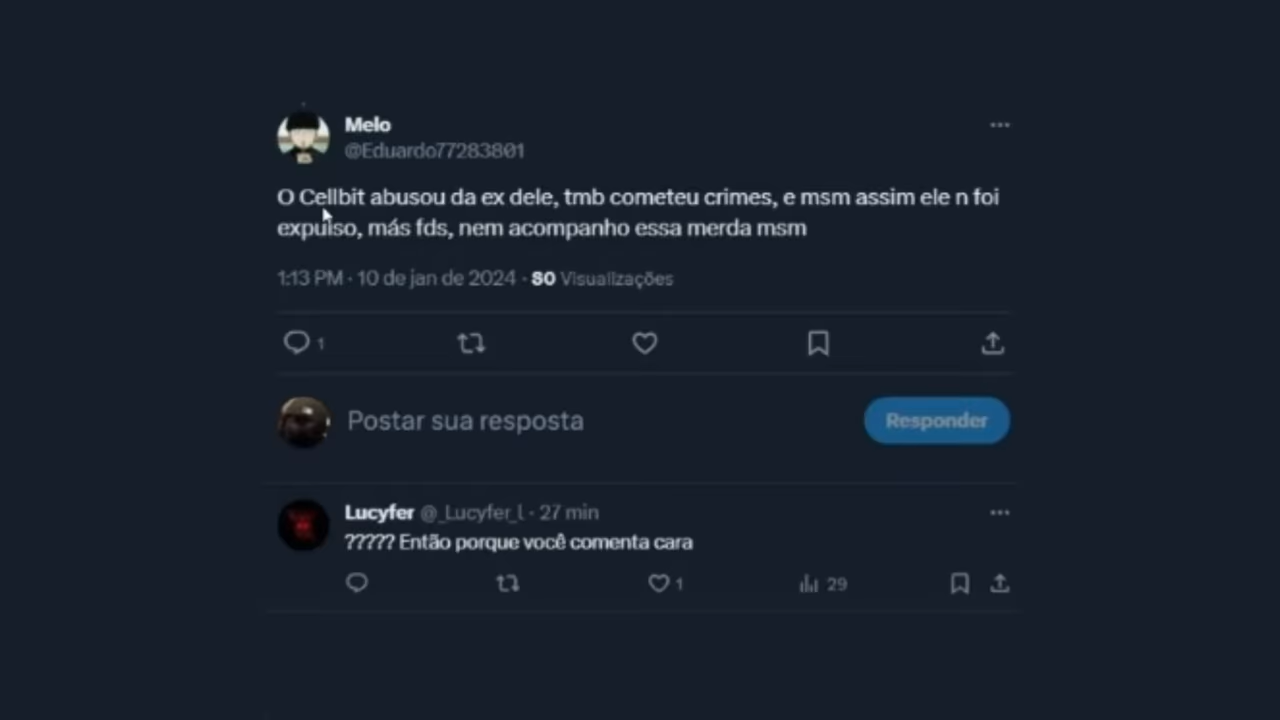 Melo
@Eduardo77283801
O Cellbit abusou da ex dele, tmb cometeu crimes, e msm assim ele n foi
expulso, más fds, nem acompanho essa merda msm
1:13 PM · 10 de jan de 2024 · 80 Visualizações
1
Postar sua resposta
Responder
Lucyfer @_Lucyfer_l · 27 min
????? Então porque você comenta cara
1 29